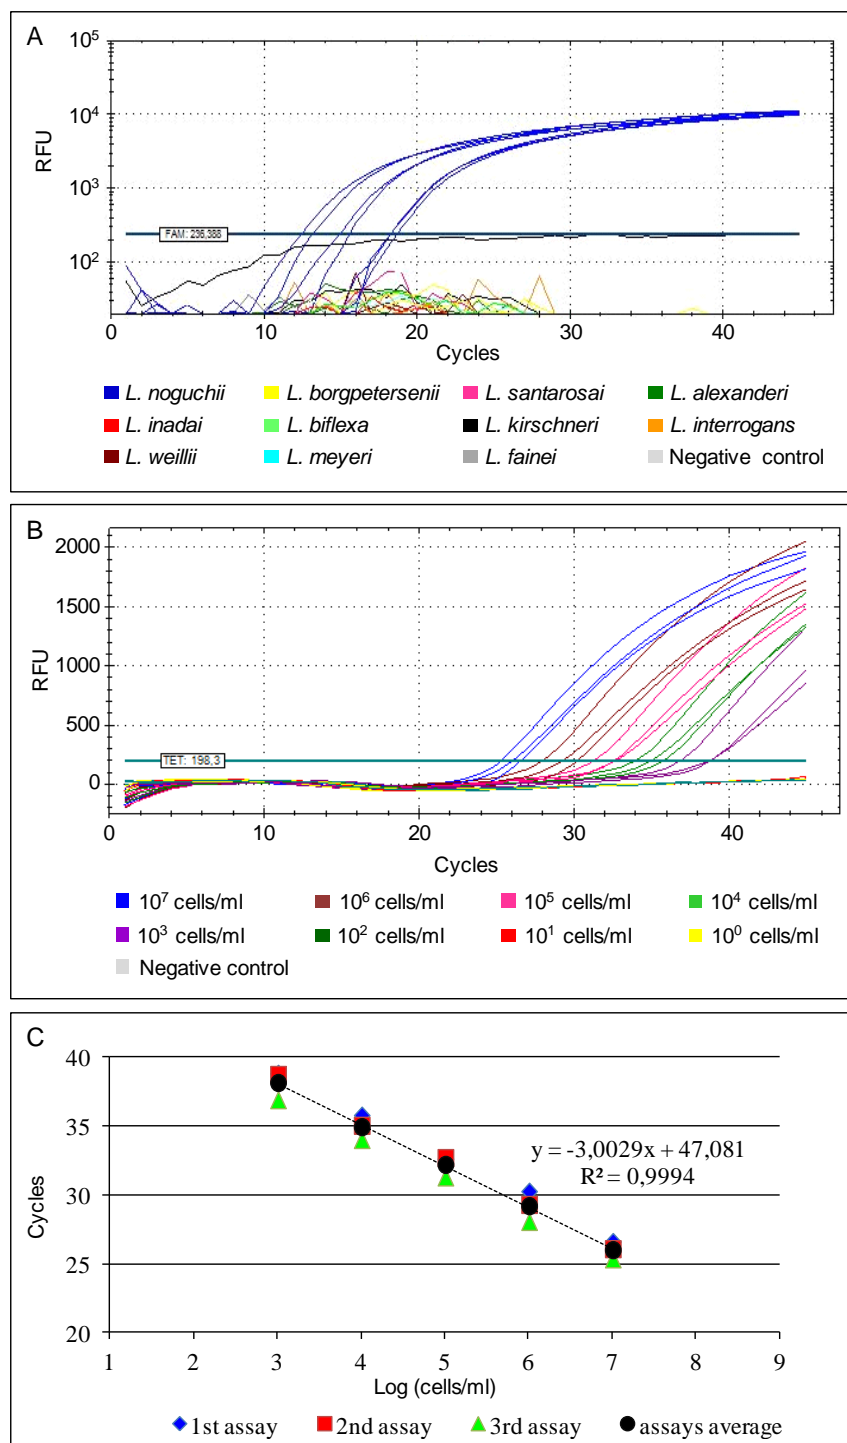 A
10⁵
10⁴
10³
10²
RFU
FAM: 236,388
0 10 20 30 40
Cycles
L. noguchii L. borgpetersenii L. santarosai L. alexanderi
L. inadai L. biflexa L. kirschneri L. interrogans
L. weillii L. meyeri L. fainei Negative control
B
2000
1500
1000
500
0
RFU
TET: 198,3
0 10 20 30 40
Cycles
10⁷ cells/ml 10⁶ cells/ml 10⁵ cells/ml 10⁴ cells/ml
10³ cells/ml 10² cells/ml 10¹ cells/ml 10⁰ cells/ml
Negative control
C
40
35
30
25
20
Cycles
y = -3,0029x + 47,081
R² = 0,9994
1 2 3 4 5 6 7 8 9
Log (cells/ml)
1st assay 2nd assay 3rd assay assays average